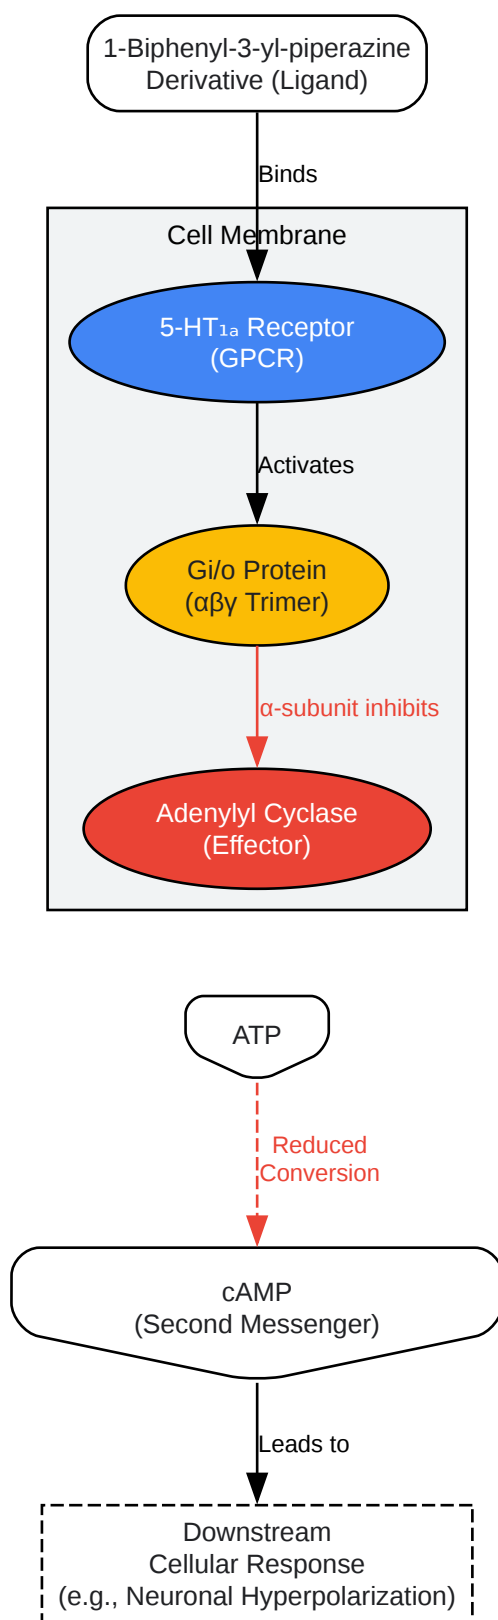 1-Biphenyl-3-yl-piperazine
Derivative (Ligand)
Binds
Cell Membrane
5-HT₁ₐ Receptor
(GPCR)
Activates
Gi/o Protein
(αβγ Trimer)
α-subunit inhibits
Adenylyl Cyclase
(Effector)
ATP
Reduced
Conversion
cAMP
(Second Messenger)
Leads to
Downstream
Cellular Response
(e.g., Neuronal Hyperpolarization)